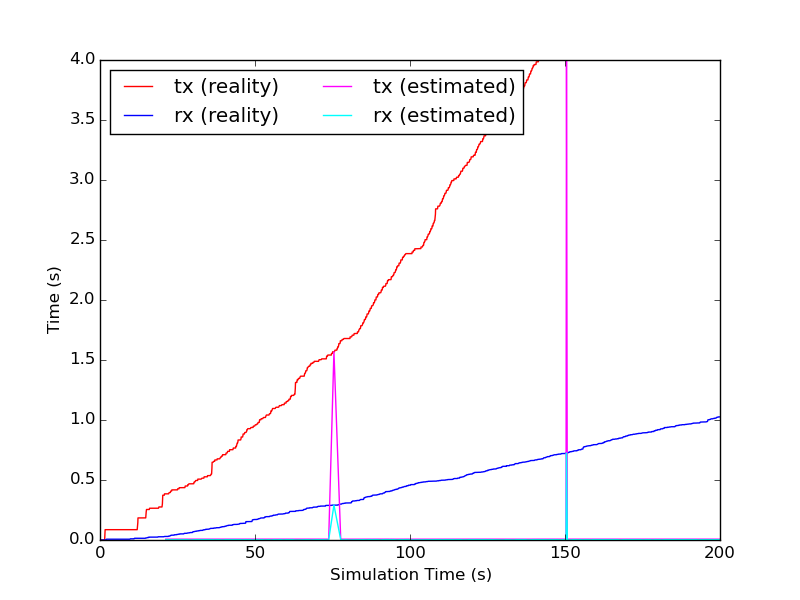 4.0
tx (reality) tx (estimated)
rx (reality) rx (estimated)
3.5
3.0
2.5
2.0
1.5
1.0
0.5
0.0
Time (s)
0 50 100 150 200
Simulation Time (s)